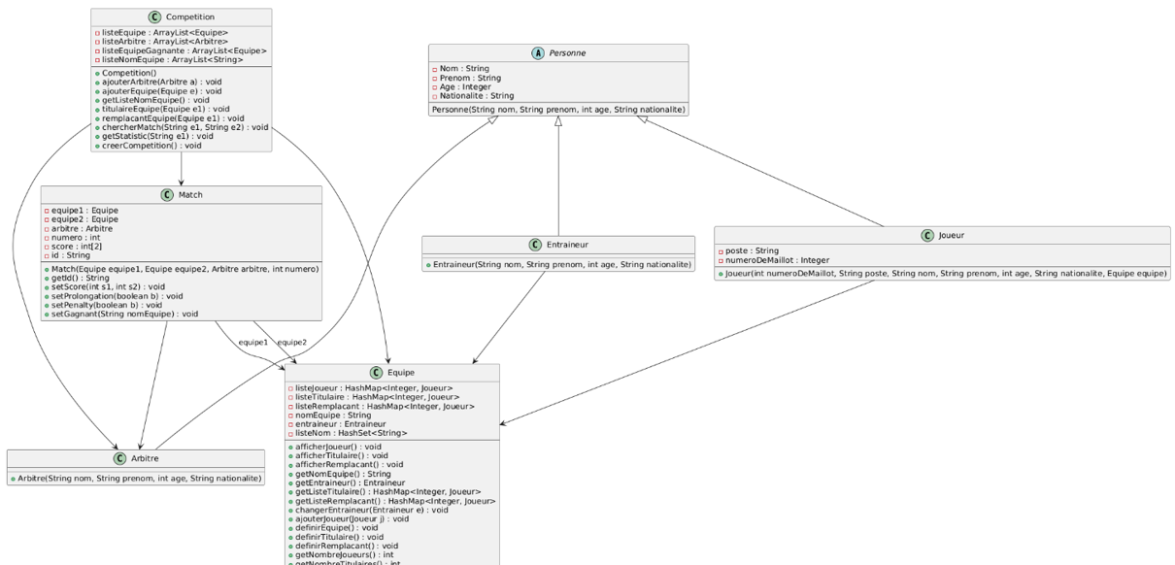 C Competition
listeEquipe : ArrayList<Equipe>
listeArbitre : ArrayList<Arbitre>
listeEquipeGagnante : ArrayList<Equipe>
listeNomEquipe : ArrayList<String>
Competition()
ajouterArbitre(Arbitre a) : void
ajouterEquipe(Equipe e) : void
getListeNomEquipe() : void
titulaireEquipe(Equipe e1) : void
remplacantEquipe(Equipe e1) : void
chercherMatch(String e1, String e2) : void
getStatistic(String e1) : void
creerCompetition() : void
A Personne
Nom : String
Prenom : String
Age : Integer
Nationalite : String
Personne(String nom, String prenom, int age, String nationalite)
C Match
equipe1 : Equipe
equipe2 : Equipe
arbitre : Arbitre
numero : int
score : int[2]
id : String
Match(Equipe equipe1, Equipe equipe2, Arbitre arbitre, int numero)
getId() : String
setScore(int s1, int s2) : void
setProlongation(boolean b) : void
setPenalty(boolean b) : void
setGagnant(String nomEquipe) : void
C Entraineur
Entraineur(String nom, String prenom, int age, String nationalite)
C Joueur
poste : String
numeroDeMaillot : Integer
Joueur(int numeroDeMaillot, String poste, String nom, String prenom, int age, String nationalite, Equipe equipe)
equipe1
equipe2
C Equipe
listeJoueur : HashMap<Integer, Joueur>
listeTitulaire : HashMap<Integer, Joueur>
listeRemplacant : HashMap<Integer, Joueur>
nomEquipe : String
entraineur : Entraineur
listeNom : HashSet<String>
afficherJoueur() : void
afficherTitulaire() : void
afficherRemplacant() : void
getNomEquipe() : String
getEntraineur() : Entraineur
getListeTitulaire() : HashMap<Integer, Joueur>
getListeRemplacant() : HashMap<Integer, Joueur>
changerEntraineur(Entraineur e) : void
ajouterJoueur(Joueur j) : void
definirEquipe() : void
definirTitulaire() : void
definirRemplacant() : void
getNombreJoueurs() : int
getNombreTitulaires() : int
C Arbitre
Arbitre(String nom, String prenom, int age, String nationalite)